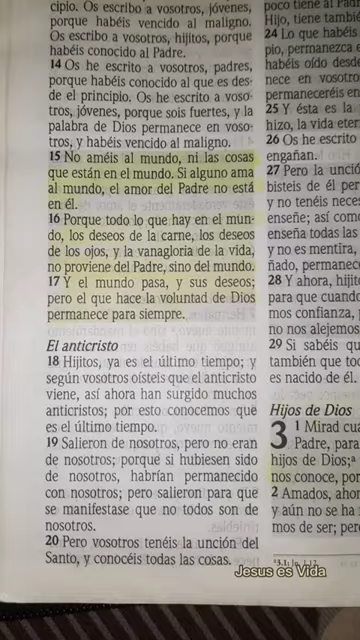 cipio. Os escribo a vosotros, jóvenes,
porque habéis vencido al maligno.
Os escribo a vosotros, hijitos, porque
habéis conocido al Padre.
14 Os he escrito a vosotros, padres,
porque habéis conocido al que es des-
de el principio. Os he escrito a voso-
tros, jóvenes, porque sois fuertes, y la
palabra de Dios permanece en voso-
tros, y habéis vencido al maligno.
15 No améis al mundo, ni las cosas
que están en el mundo. Si alguno ama
al mundo, el amor del Padre no está
en él.
16 Porque todo lo que hay en el mun-
do, los deseos de la carne, los deseos
de los ojos, y la vanagloria de la vida,
no proviene del Padre, sino del mundo.
17 Y el mundo pasa, y sus deseos;
pero el que hace la voluntad de Dios
permanece para siempre.
El anticristo
18 Hijitos, ya es el último tiempo; y
según vosotros oísteis que el anticristo
viene, así ahora han surgido muchos
anticristos; por esto conocemos que
es el último tiempo.
19 Salieron de nosotros, pero no eran
de nosotros; porque si hubiesen sido
de nosotros, habrían permanecido
con nosotros; pero salieron para que
se manifestase que no todos son de
nosotros.
20 Pero vosotros tenéis la unción del
Santo, y conocéis todas las cosas.
poco tiene al Padr
Hijo, tiene també
24 Lo que habéis
pio, permanezca e
habéis oído desde
nece en vosotros
permaneceréis en
25 Y ésta es la
hizo, la vida eter
26 Os he escrito
engañan.
27 Pero la unció
bisteis de él per
y no tenéis neces
enseñe; así como
enseña todas las
y no es mentira,
ñado, permanec
28 Y ahora, hijit
para que cuando
mos confianza,
no nos alejemos
29 Si sabéis qu
también que too
es nacido de él.
Hijos de Dios
3 1 Mirad cuá
Padre, para
hijos de Dios;a
nos conoce, por
2 Amados, aho
y aún no se ha
mos de ser; per
Jesus es Vida